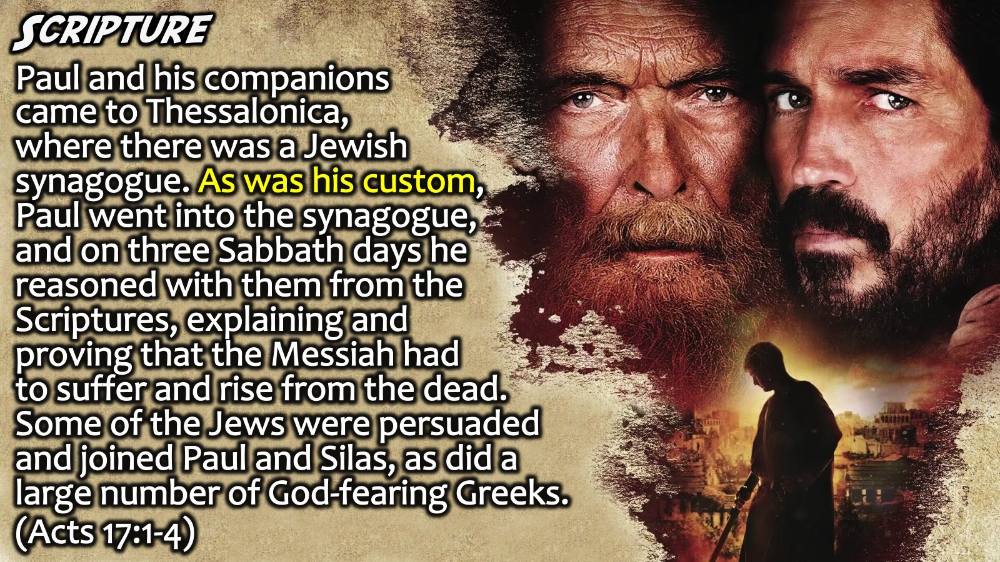 SCRIPTURE
Paul and his companions
came to Thessalonica,
where there was a Jewish
synagogue. As was his custom,
Paul went into the synagogue,
and on three Sabbath days he
reasoned with them from the
Scriptures, explaining and
proving that the Messiah had
to suffer and rise from the dead.
Some of the Jews were persuaded
and joined Paul and Silas, as did a
large number of God-fearing Greeks.
(Acts 17:1-4)